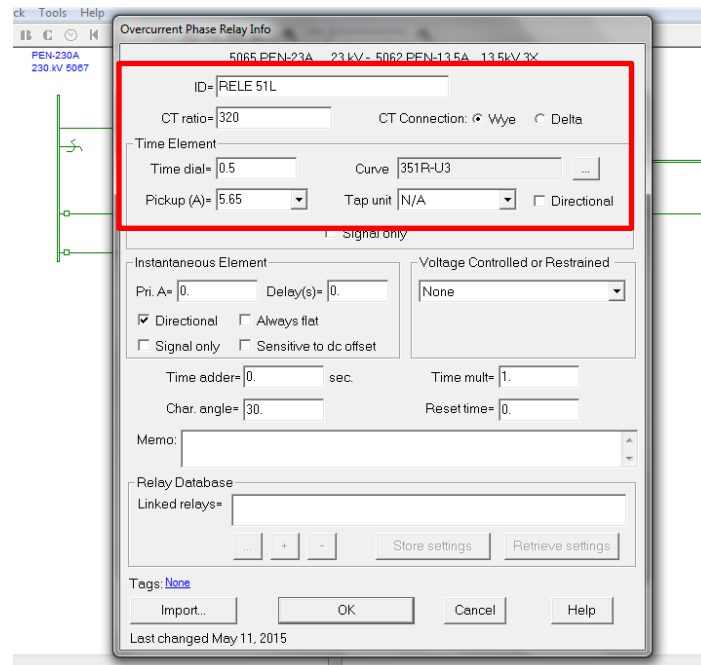 ck Tools Help
Overcurrent Phase Relay Info
PEN-230A
230.kV 5067
5065 PEN-23A 23.kV - 5062 PEN-13.5A 13.5kV 3X
ID= RELE 51L
CT ratio= 320 CT Connection: Wye Delta
Time Element
Time dial= 0.5 Curve 351R-U3 ...
Pickup (A)= 5.65 Tap unit N/A Directional
Signal only
Instantaneous Element Voltage Controlled or Restrained
Pri. A= 0. Delay(s)= 0. None
Directional Always flat
Signal only Sensitive to dc offset
Time adder= 0. sec. Time mult= 1.
Char. angle= 30. Reset time= 0.
Memo:
Relay Database
Linked relays=
... + - Store settings Retrieve settings
Tags: None
Import... OK Cancel Help
Last changed May 11, 2015